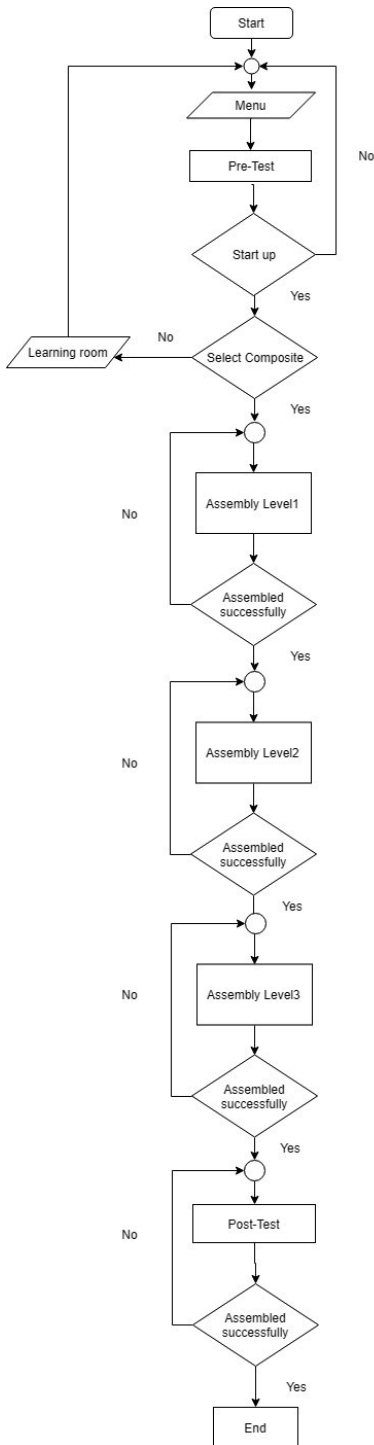 Start
Menu
No
Pre-Test
Start up
Yes
No
Learning room
Select Composite
Yes
No
Assembly Level1
Assembled
successfully
Yes
No
Assembly Level2
Assembled
successfully
Yes
No
Assembly Level3
Assembled
successfully
Yes
No
Post-Test
Assembled
successfully
Yes
End